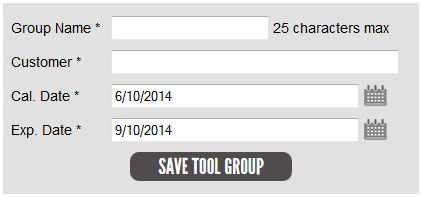 Group Name * 25 characters max
Customer *
Cal. Date * 6/10/2014
Exp. Date * 9/10/2014
SAVE TOOL GROUP